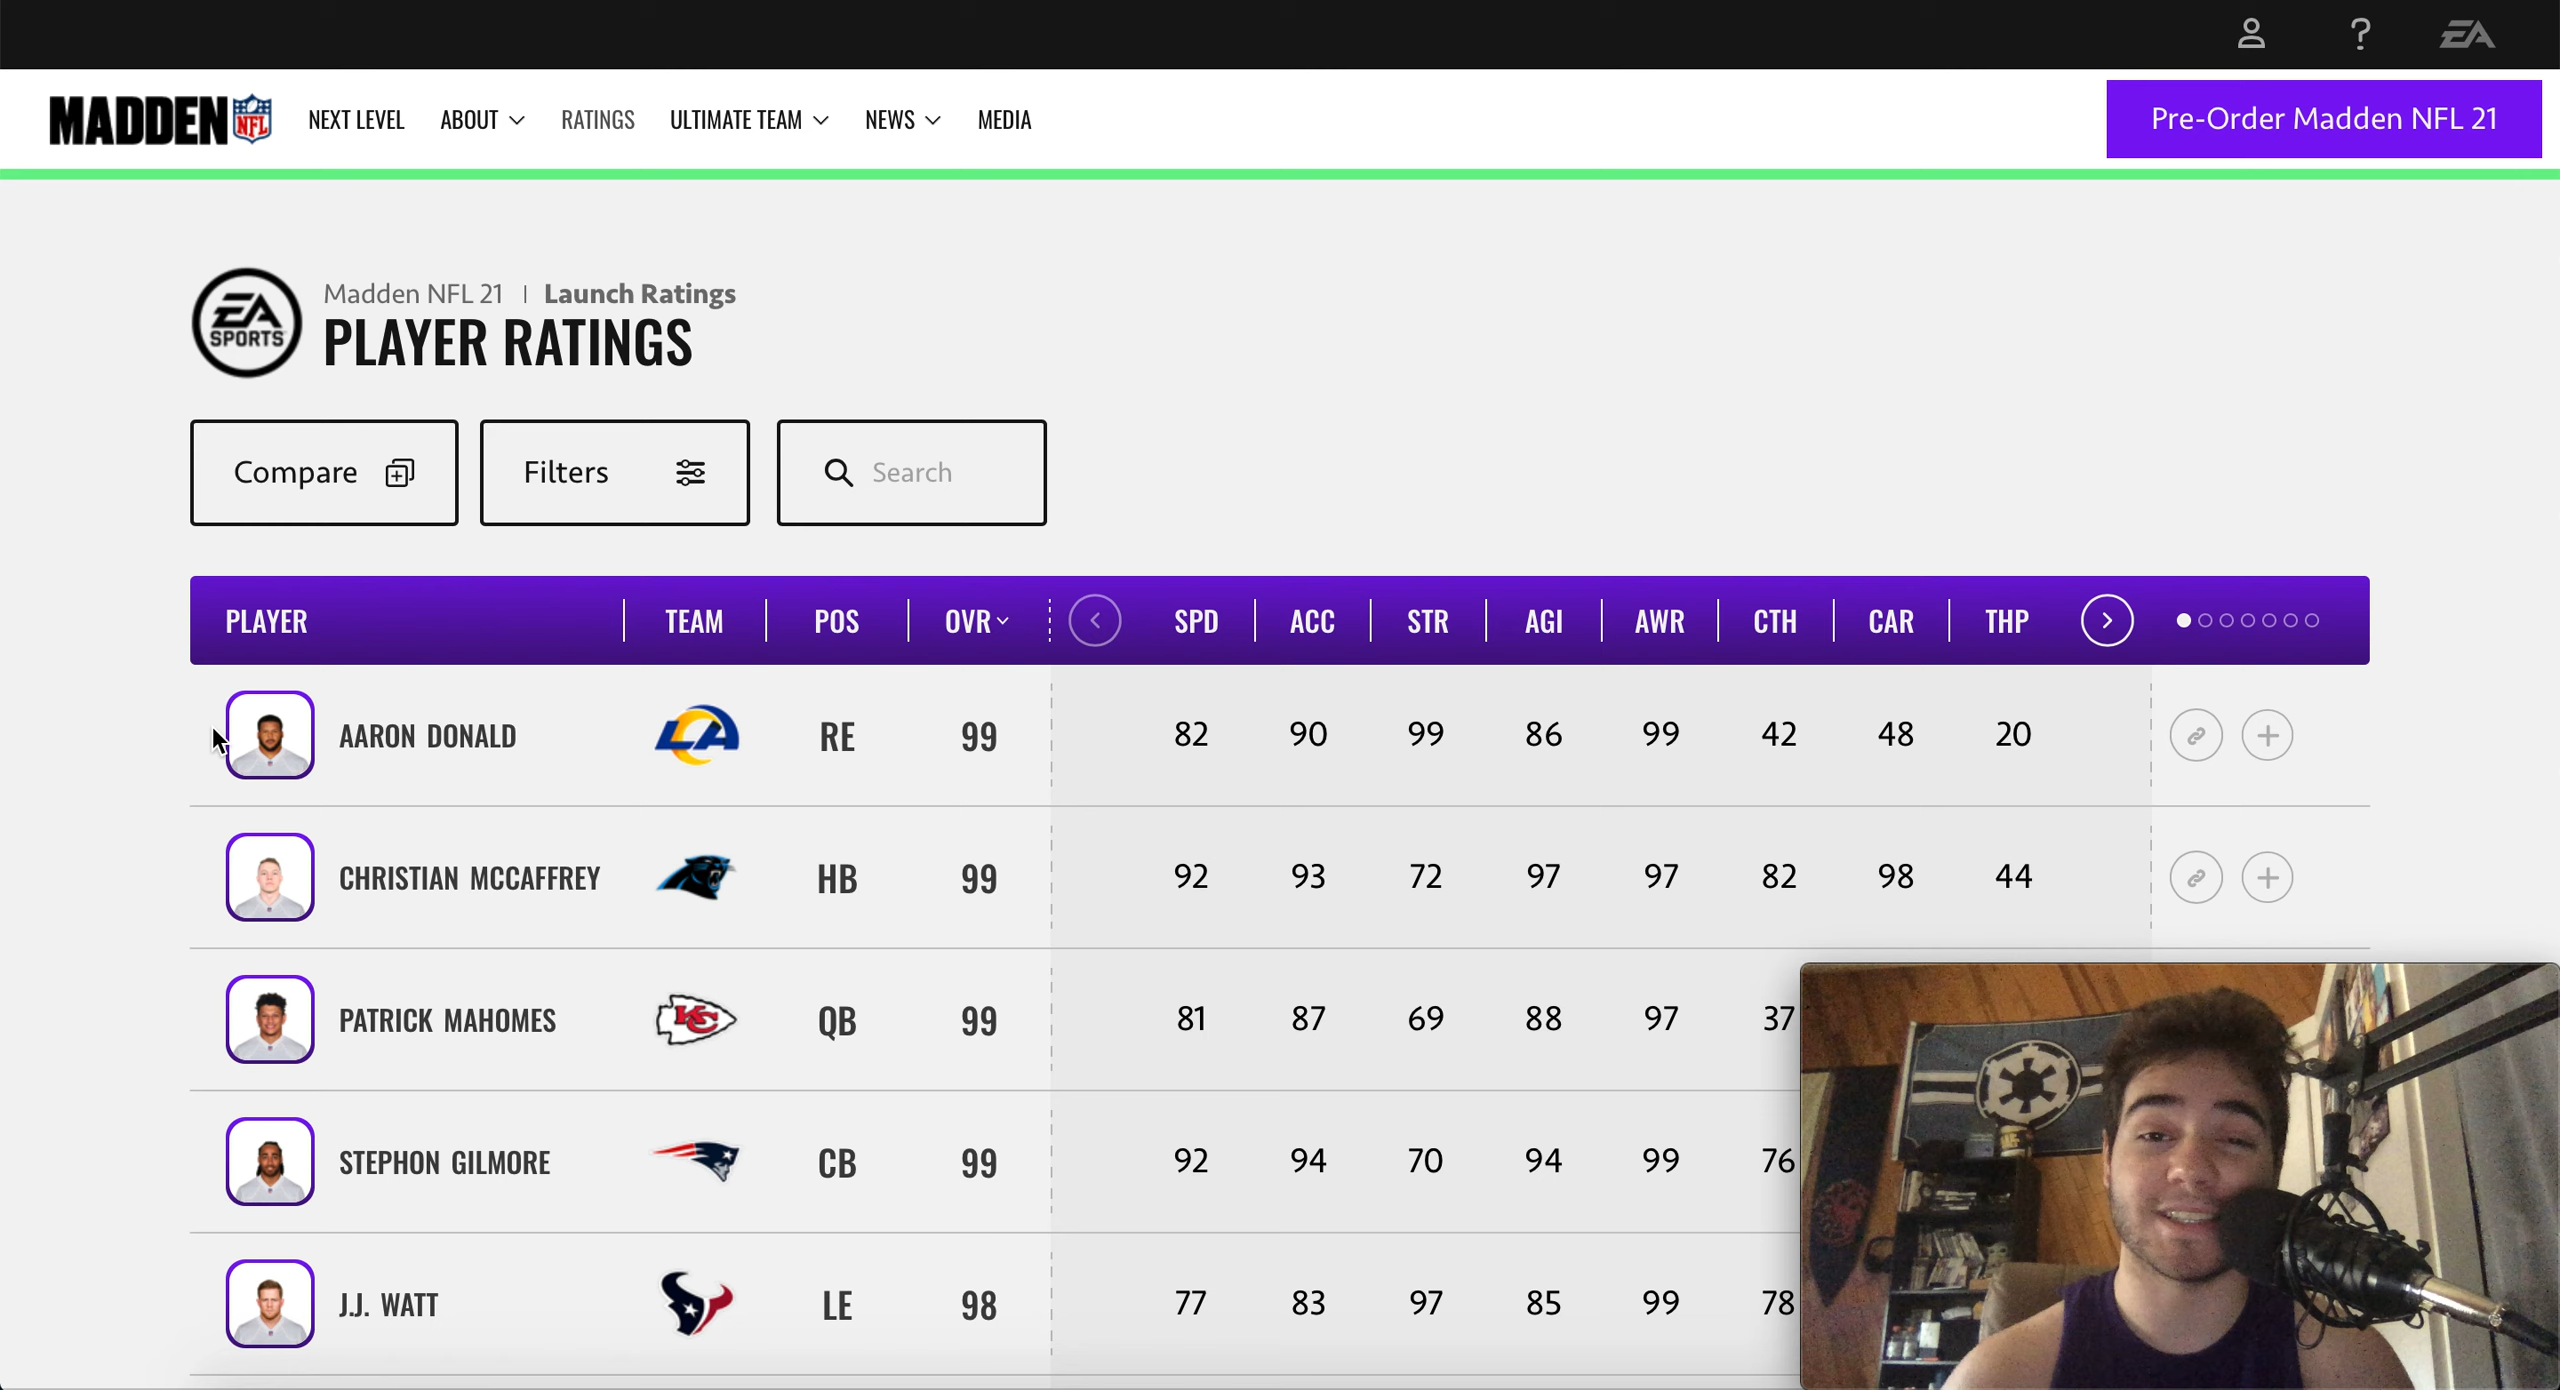 EA
MADDEN NFL NEXT LEVEL ABOUT RATINGS ULTIMATE TEAM NEWS MEDIA Pre-Order Madden NFL 21
EA SPORTS
Madden NFL 21 | Launch Ratings
PLAYER RATINGS
Compare Filters Search
PLAYER TEAM POS OVR SPD ACC STR AGI AWR CTH CAR THP
AARON DONALD LA RE 99 82 90 99 86 99 42 48 20
CHRISTIAN MCCAFFREY HB 99 92 93 72 97 97 82 98 44
PATRICK MAHOMES KC QB 99 81 87 69 88 97 37
STEPHON GILMORE CB 99 92 94 70 94 99 76
J.J. WATT LE 98 77 83 97 85 99 78